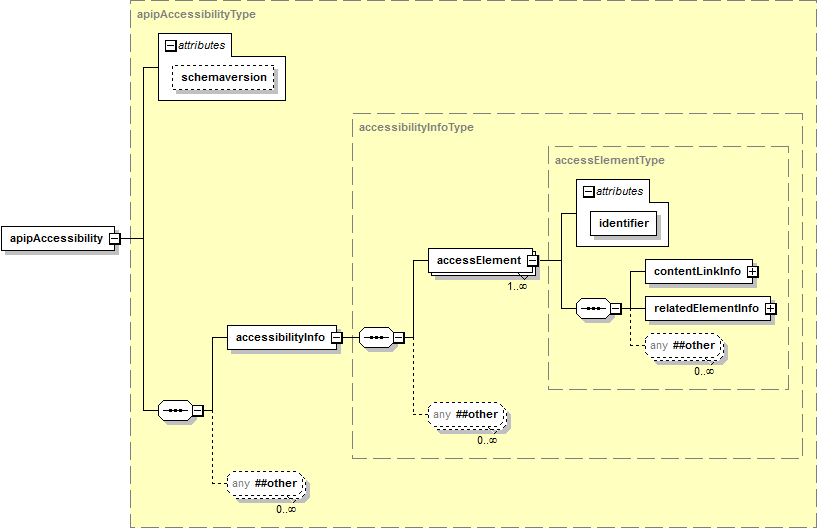 apipAccessibilityType
attributes
schemaversion
accessibilityInfoType
accessElementType
attributes
identifier
apipAccessibility
accessElement
1..∞
contentLinkInfo
relatedElementInfo
accessibilityInfo
any ##other
0..∞
any ##other
0..∞
any ##other
0..∞